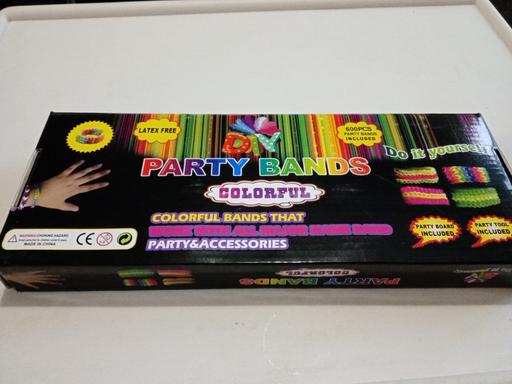 LATEX FREE
DIY
600PCS
PARTY BANDS
INCLUDED
Do it yourself
PARTY BANDS
COLORFUL
COLORFUL BANDS THAT
WORK WITH ALL MAJOR NAME BAND
PARTY&ACCESSORIES
WARNING:CHOKING HAZARD
MADE IN CHINA
CE
PARTY BOARD
INCLUDED
PARTY TOOL
INCLUDED
COLORFUL
PARTY BANDS